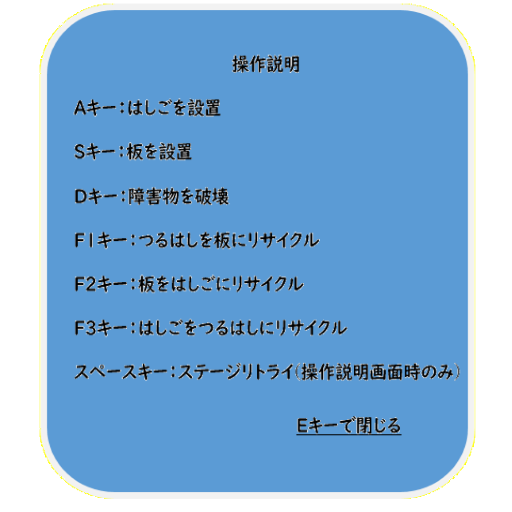 操作説明
Aキー：はしごを設置
Sキー：板を設置
Dキー：障害物を破壊
F1キー：つるはしを板にリサイクル
F2キー：板をはしごにリサイクル
F3キー：はしごをつるはしにリサイクル
スペースキー：ステージリトライ(操作説明画面時のみ)
Eキーで閉じる